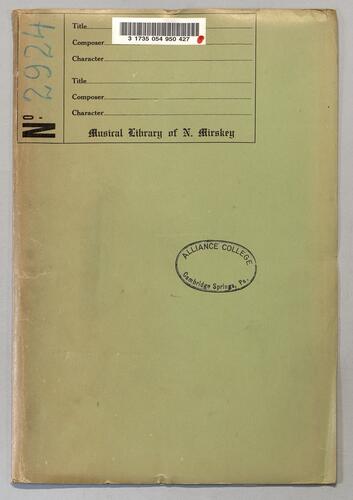 No. 2924
Title
3 1735 054 950 427
Composer
Character
Title
Composer
Character
Musical Library of N. Mirskey
ALLIANCE COLLEGE
Cambridge Springs, Pa.